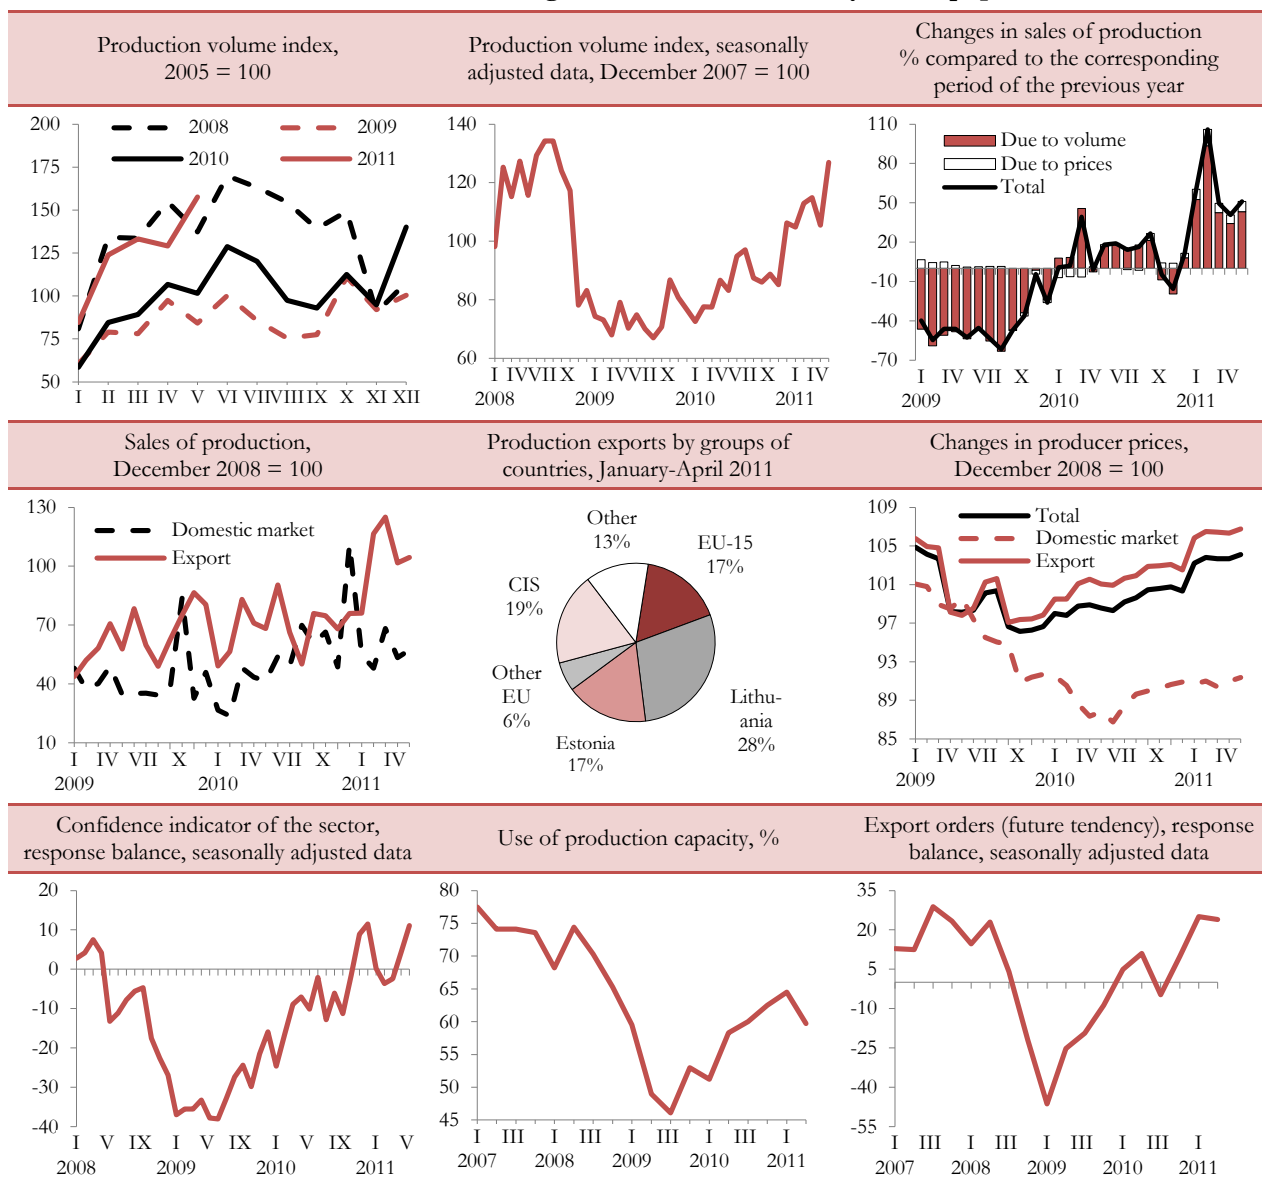 Production volume index,
2005 = 100
Production volume index, seasonally
adjusted data, December 2007 = 100
Changes in sales of production
% compared to the corresponding
period of the previous year
200
175
150
125
100
75
50
2008
2009
2010
2011
I II III IV V VI VII VIII IX X XI XII
140
120
100
80
60
I IV VII X I IV VII X I IV VII X I IV
2008 2009 2010 2011
110
80
50
20
-10
-40
-70
Due to volume
Due to prices
Total
I IV VII X I IV VII X I IV
2009 2010 2011
Sales of production,
December 2008 = 100
Production exports by groups of
countries, January-April 2011
Changes in producer prices,
December 2008 = 100
130
100
70
40
10
Domestic market
Export
I IV VII X I IV VII X I IV
2009 2010 2011
Other
13%
EU-15
17%
CIS
19%
Other
EU
6%
Estonia
17%
Lithu-
ania
28%
109
105
101
97
93
89
85
Total
Domestic market
Export
I IV VII X I IV VII X I IV
2009 2010 2011
Confidence indicator of the sector,
response balance, seasonally adjusted data
Use of production capacity, %
Export orders (future tendency), response
balance, seasonally adjusted data
20
10
0
-10
-20
-30
-40
I V IX I V IX I V IX I V
2008 2009 2010 2011
80
75
70
65
60
55
50
45
I III I III I III I III I
2007 2008 2009 2010 2011
35
20
5
-10
-25
-40
-55
I III I III I III I III I
2007 2008 2009 2010 2011